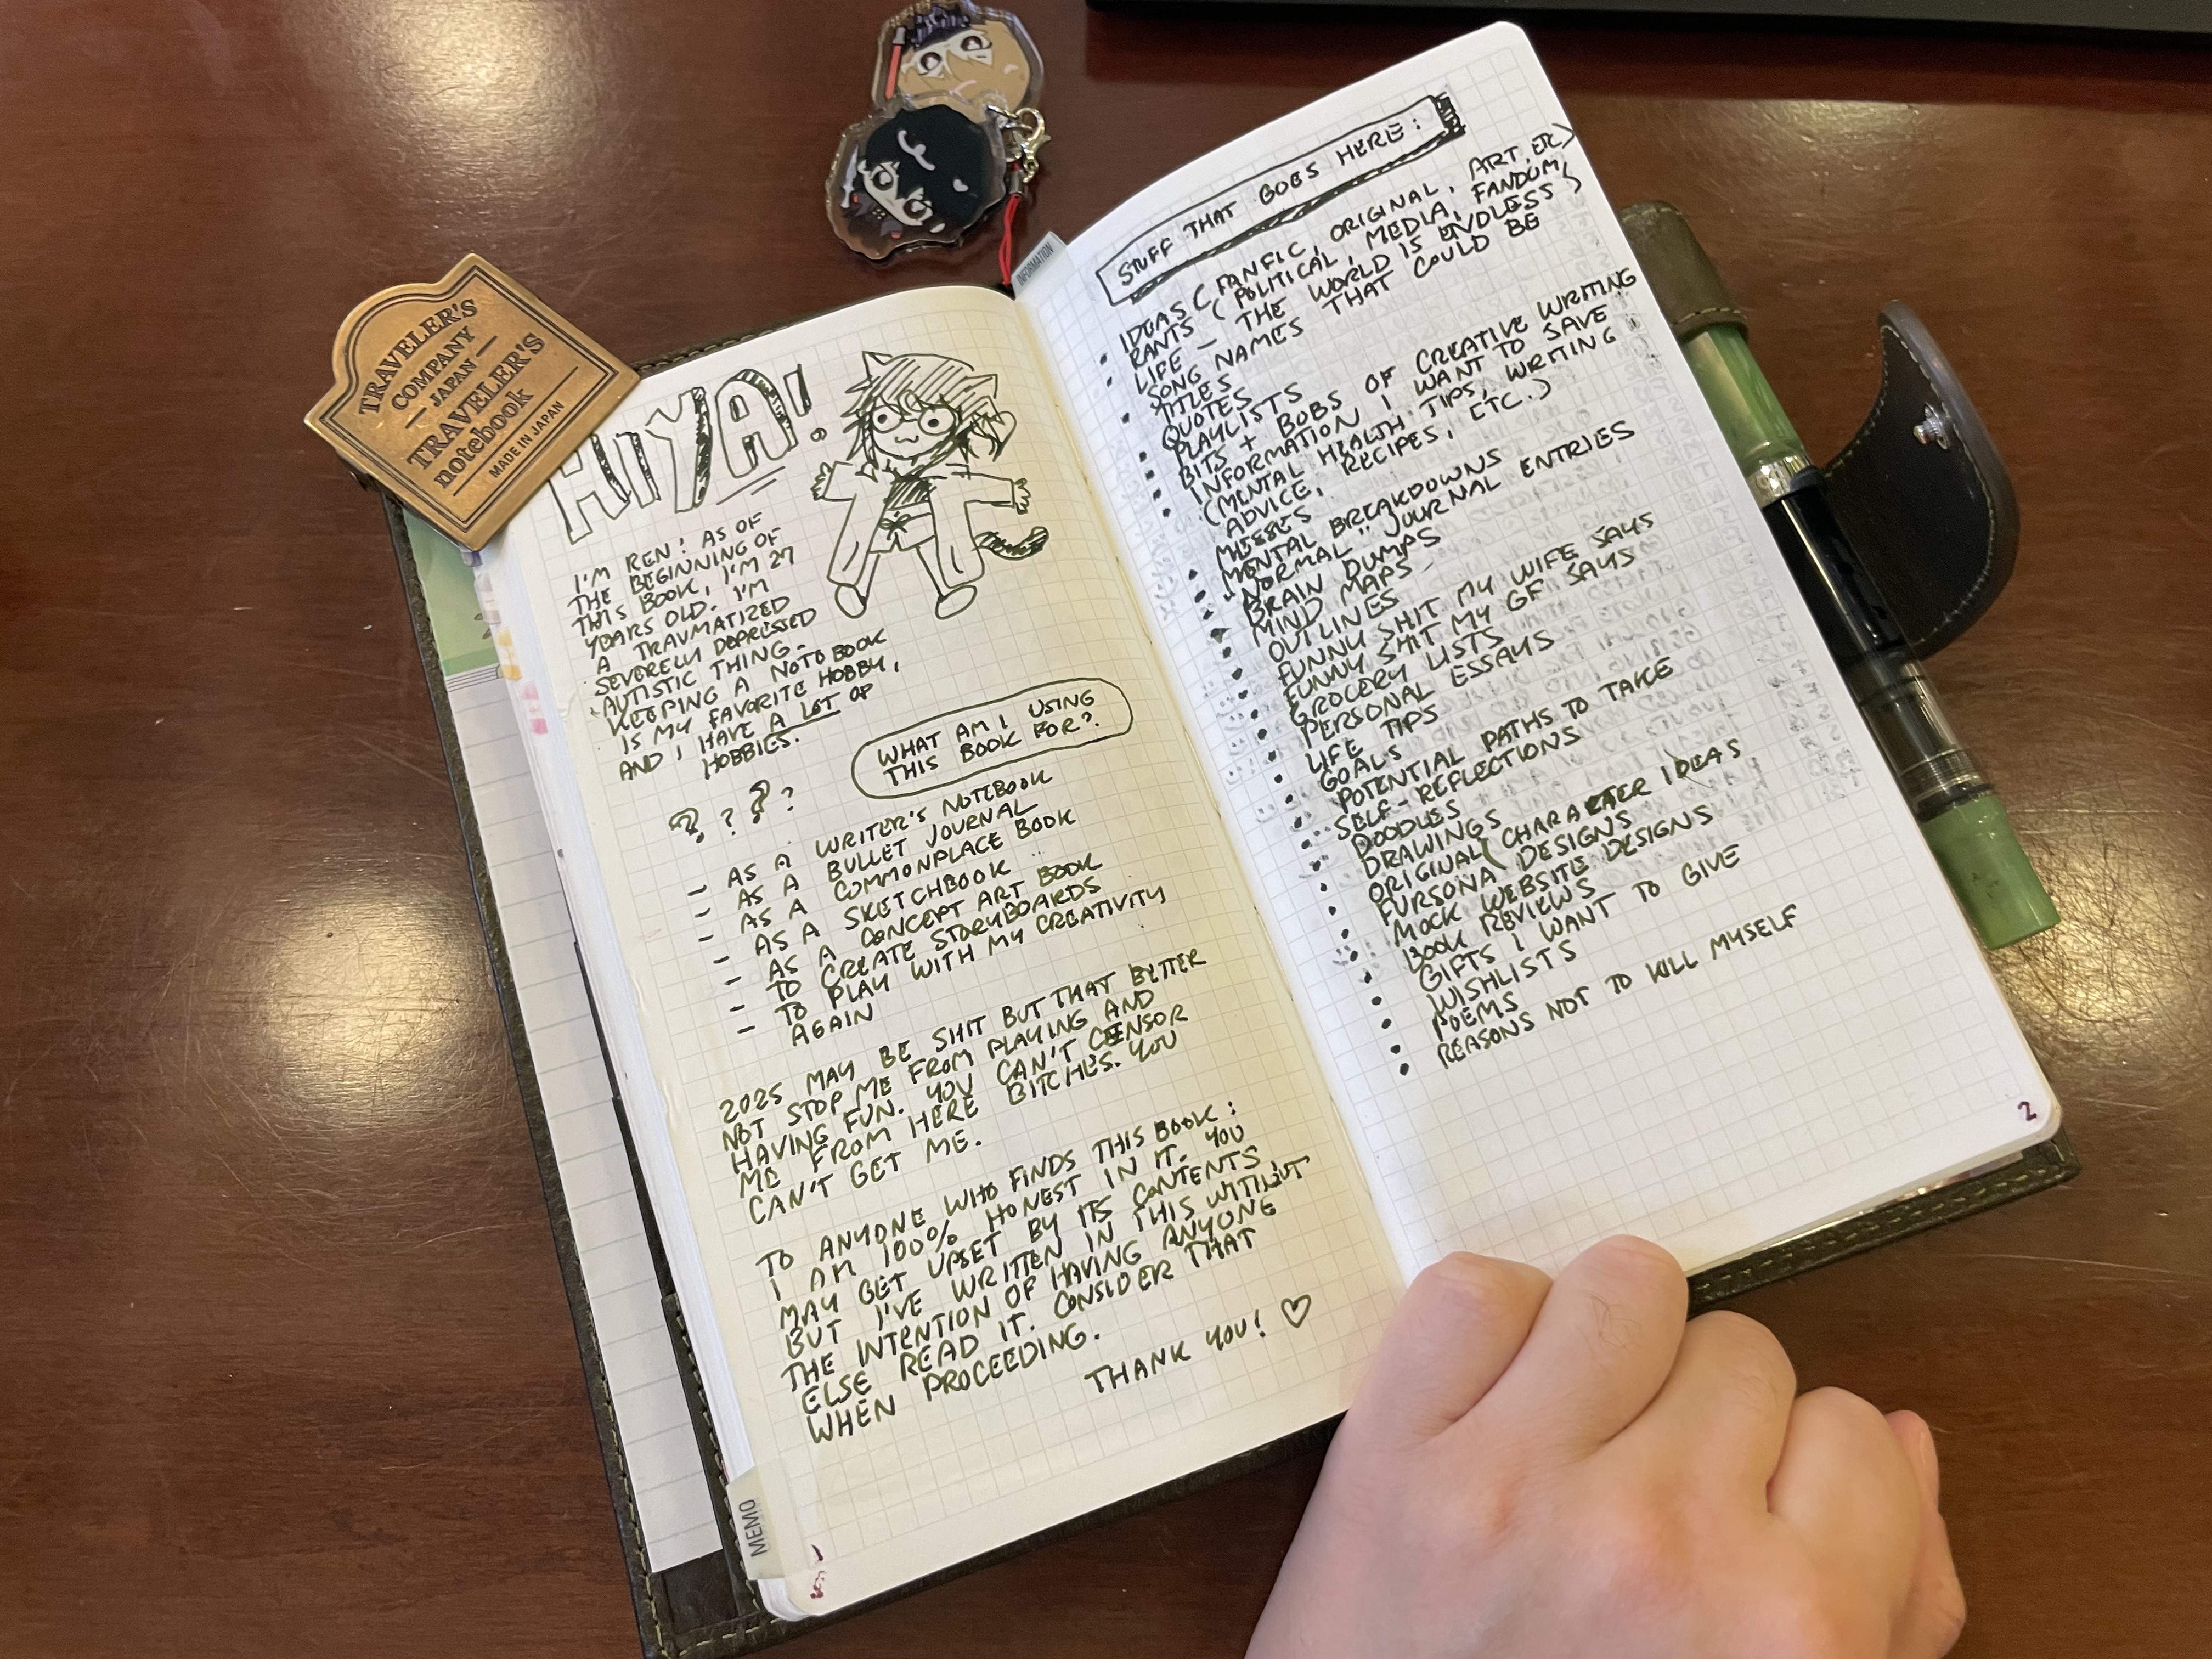 TRAVELER'S
COMPANY
JAPAN
TRAVELER'S
notebook
MADE IN JAPAN
HIYA!
I'M REN! AS OF
THE BEGINNING OF
THIS BOOK, I'M 27
YEARS OLD. I'M
A TRAUMATIZED
SEVERELY DEPRESSED
AUTISTIC THING.
KEEPING A NOTEBOOK
IS MY FAVORITE HOBBY,
AND I HAVE A LOT OF
HOBBIES.
? ? ? ?
WHAT AM I USING
THIS BOOK FOR?
- AS A WRITER'S NOTEBOOK
- AS A BULLET JOURNAL
- AS A COMMONPLACE BOOK
- AS A SKETCHBOOK
- AS A CONCEPT ART BOOK
- TO CREATE STORYBOARDS
- TO PLAY WITH MY CREATIVITY
AGAIN
2025 MAY BE SHIT BUT THAT BETTER
NOT STOP ME FROM PLAYING AND
HAVING FUN. YOU CAN'T CENSOR
ME FROM HERE BITCHES. YOU
CAN'T GET ME.
TO ANYONE WHO FINDS THIS BOOK:
I AM 100% HONEST IN IT. YOU
MAY GET UPSET BY ITS CONTENTS,
BUT I'VE WRITTEN IN THIS WITHOUT
THE INTENTION OF HAVING ANYONE
ELSE READ IT. CONSIDER THAT
WHEN PROCEEDING.
THANK YOU! ♡
MEMO
1
INFORMATION
STUFF THAT GOES HERE:
• IDEAS (FANFIC, ORIGINAL, ART, ETC)
• RANTS (POLITICAL, MEDIA, FANDOM,
LIFE - THE WORLD IS ENDLESS)
• SONG NAMES THAT COULD BE
TITLES
• QUOTES
• PLAYLISTS
• BITS + BOBS OF CREATIVE WRITING
• INFORMATION I WANT TO SAVE
(MENTAL HEALTH TIPS, WRITING
ADVICE, RECIPES, ETC.)
• MENTAL BREAKDOWNS
• "NORMAL" JOURNAL ENTRIES
• BRAIN DUMPS
• MIND MAPS
• OUTLINES
• FUNNY SHIT MY WIFE SAYS
• FUNNY SHIT MY GF SAYS
• GROCERY LISTS
• PERSONAL ESSAYS
• LIFE TIPS
• GOALS
• POTENTIAL PATHS TO TAKE
• SELF-REFLECTIONS
• DOODLES
• DRAWINGS
• ORIGINAL CHARACTER IDEAS
• FURSONA DESIGNS
• MOCK WEBSITE DESIGNS
• BOOK REVIEWS
• GIFTS I WANT TO GIVE
• WISHLISTS
• POEMS
• REASONS NOT TO KILL MYSELF
2